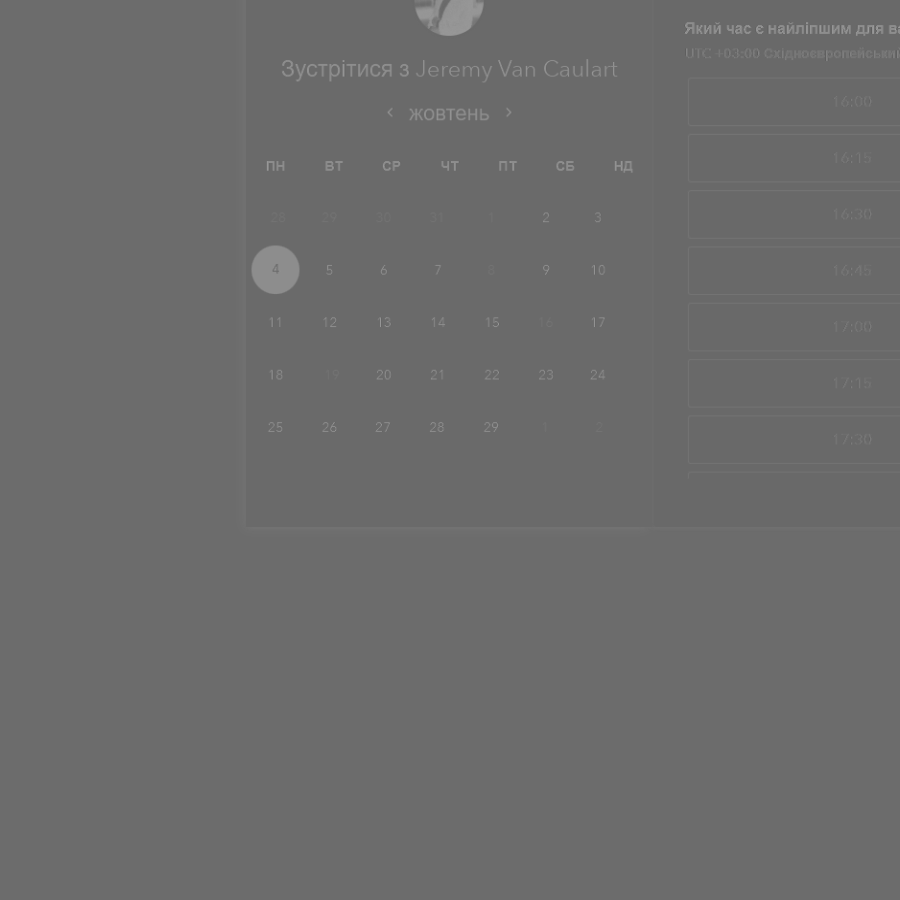 Який час є найліпшим для
UTC +03:00 Східноєвропейський
Зустрітися з Jeremy Van Caulart
жовтень
ПН ВТ СР ЧТ ПТ СБ НД
28 29 30 31 1 2 3
4 5 6 7 8 9 10
11 12 13 14 15 16 17
18 19 20 21 22 23 24
25 26 27 28 29 1 2
16:00
16:15
16:30
16:45
17:00
17:15
17:30